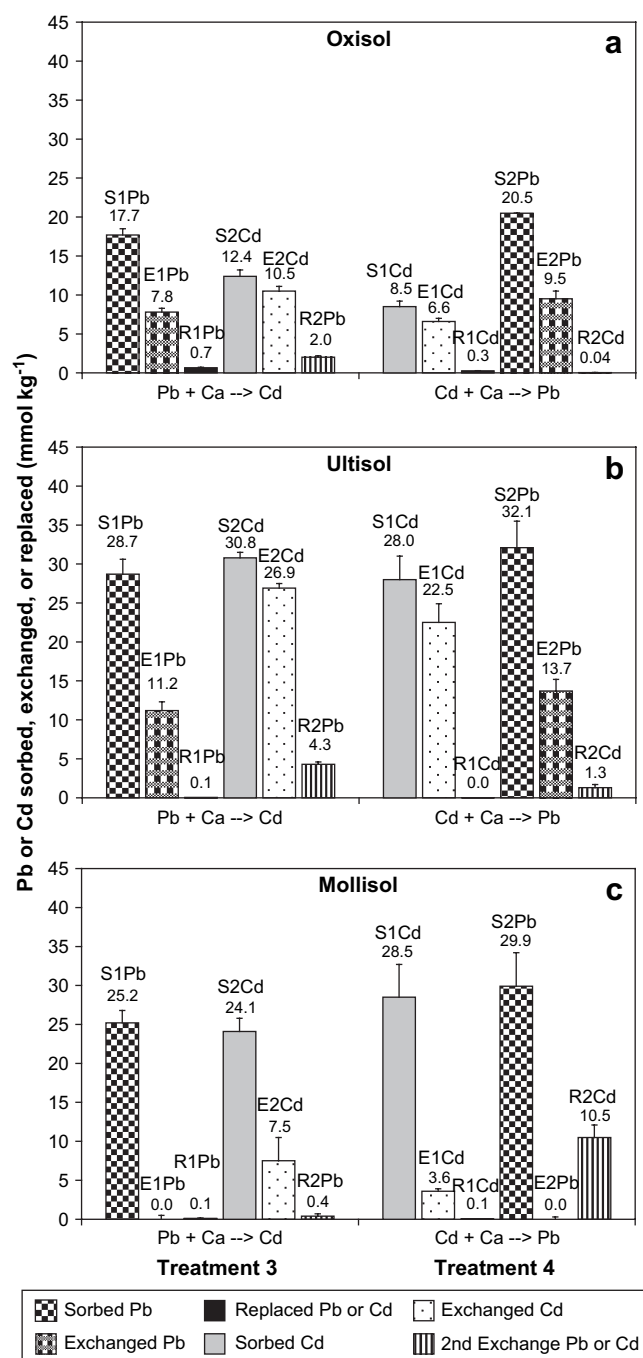 Pb or Cd sorbed, exchanged, or replaced (mmol kg-1)
Oxisol
a
45
40
35
30
25
20
15
10
5
0
S1Pb
17.7
E1Pb
7.8
R1Pb
0.7
S2Cd
12.4
E2Cd
10.5
R2Pb
2.0
S1Cd
8.5
E1Cd
6.6
R1Cd
0.3
S2Pb
20.5
E2Pb
9.5
R2Cd
0.04
Pb + Ca --> Cd
Cd + Ca --> Pb
Ultisol
b
45
40
35
30
25
20
15
10
5
0
S1Pb
28.7
E1Pb
11.2
R1Pb
0.1
S2Cd
30.8
E2Cd
26.9
R2Pb
4.3
S1Cd
28.0
E1Cd
22.5
R1Cd
0.0
S2Pb
32.1
E2Pb
13.7
R2Cd
1.3
Pb + Ca --> Cd
Cd + Ca --> Pb
Mollisol
c
45
40
35
30
25
20
15
10
5
0
S1Pb
25.2
E1Pb
0.0
R1Pb
0.1
S2Cd
24.1
E2Cd
7.5
R2Pb
0.4
S1Cd
28.5
E1Cd
3.6
R1Cd
0.1
S2Pb
29.9
E2Pb
0.0
R2Cd
10.5
Pb + Ca --> Cd
Cd + Ca --> Pb
Treatment 3
Treatment 4
Sorbed Pb
Replaced Pb or Cd
Exchanged Cd
Exchanged Pb
Sorbed Cd
2nd Exchange Pb or Cd